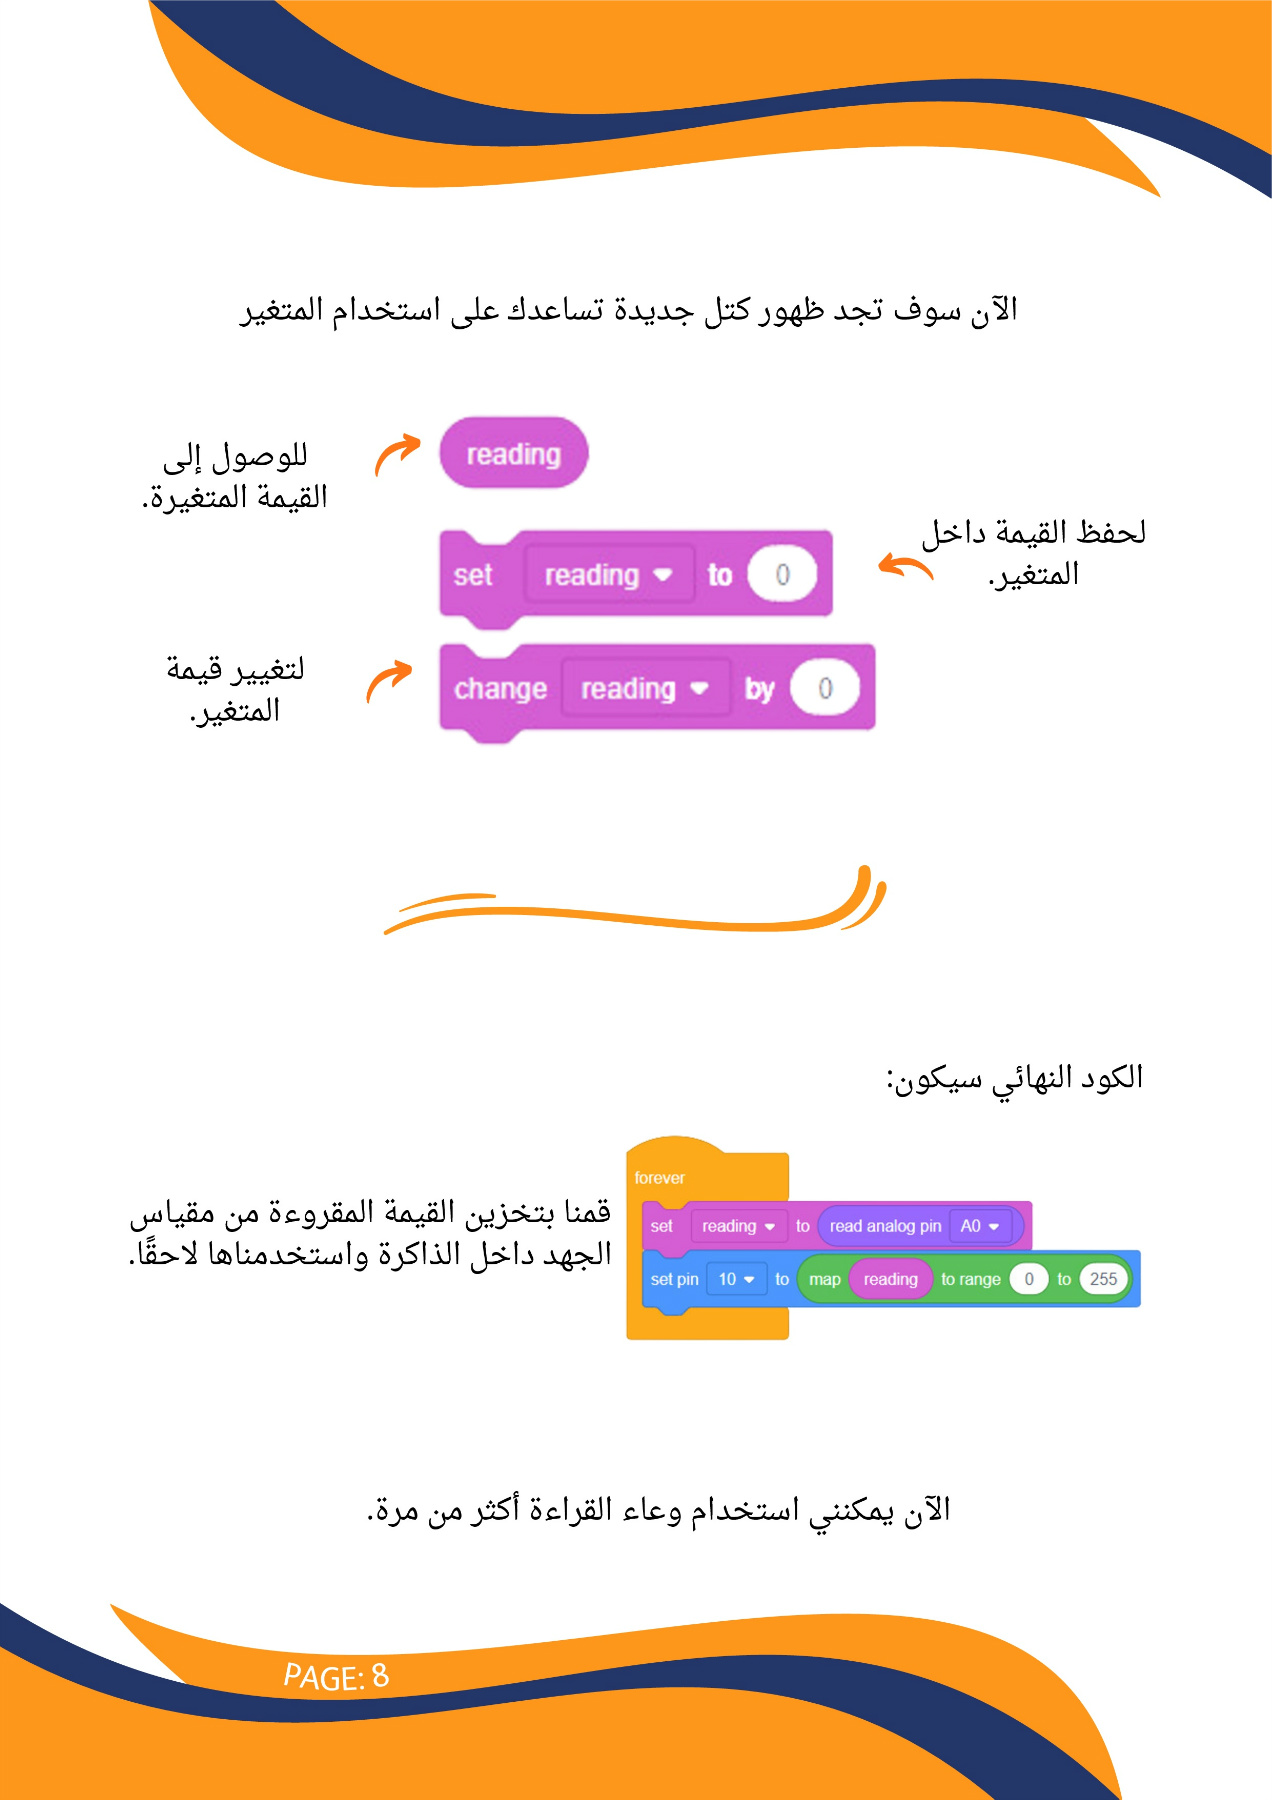 الآن سوف تجد ظهور كتل جديدة تساعدك على استخدام المتغير
reading
للوصول إلى
القيمة المتغيرة.
set reading to 0
لحفظ القيمة داخل
المتغير.
change reading by 0
لتغيير قيمة
المتغير.
الكود النهائي سيكون:
forever
set reading to read analog pin A0
set pin 10 to map reading to range 0 to 255
قمنا بتخزين القيمة المقروءة من مقياس
الجهد داخل الذاكرة واستخدمناها لاحقًا.
الآن يمكنني استخدام وعاء القراءة أكثر من مرة.
PAGE: 8